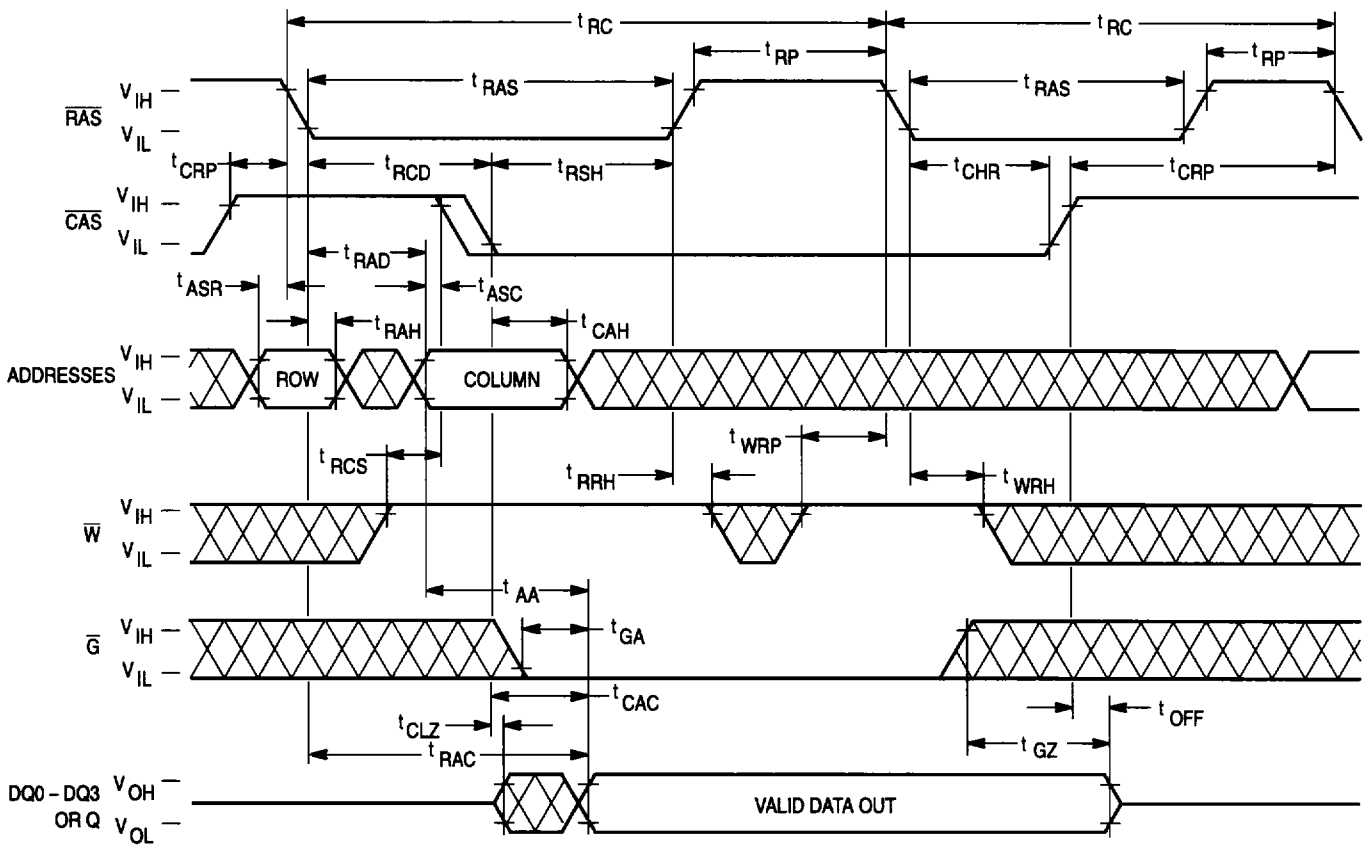 t RC t RC
t RP t RP
t RAS t RAS
RAS V IH
V IL
t CRP t RCD t RSH t CHR t CRP
CAS V IH
V IL
t RAD
t ASR t ASC
t RAH t CAH
ADDRESSES V IH
V IL
ROW COLUMN
t WRP
t RCS t RRH t WRH
W V IH
V IL
t AA
G V IH
V IL
t GA
t CAC
t CLZ t OFF
t RAC t GZ
DQ0 – DQ3 V OH
OR Q V OL
VALID DATA OUT